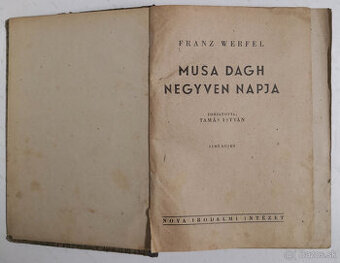 FRANZ WERFEL
MUSA DAGH
NEGYVEN NAPJA
FORDÍTOTTA
TAMÁS ISTVÁN
NOVA IRODALMI INTÉZET